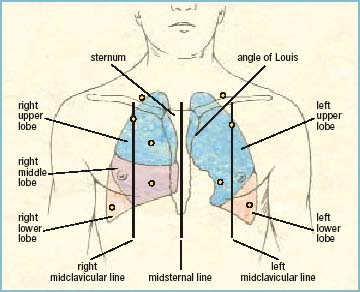 sternum
angle of Louis
right
upper
lobe
left
upper
lobe
right
middle
lobe
right
lower
lobe
left
lower
lobe
right
midclavicular line
midsternal line
left
midclavicular line